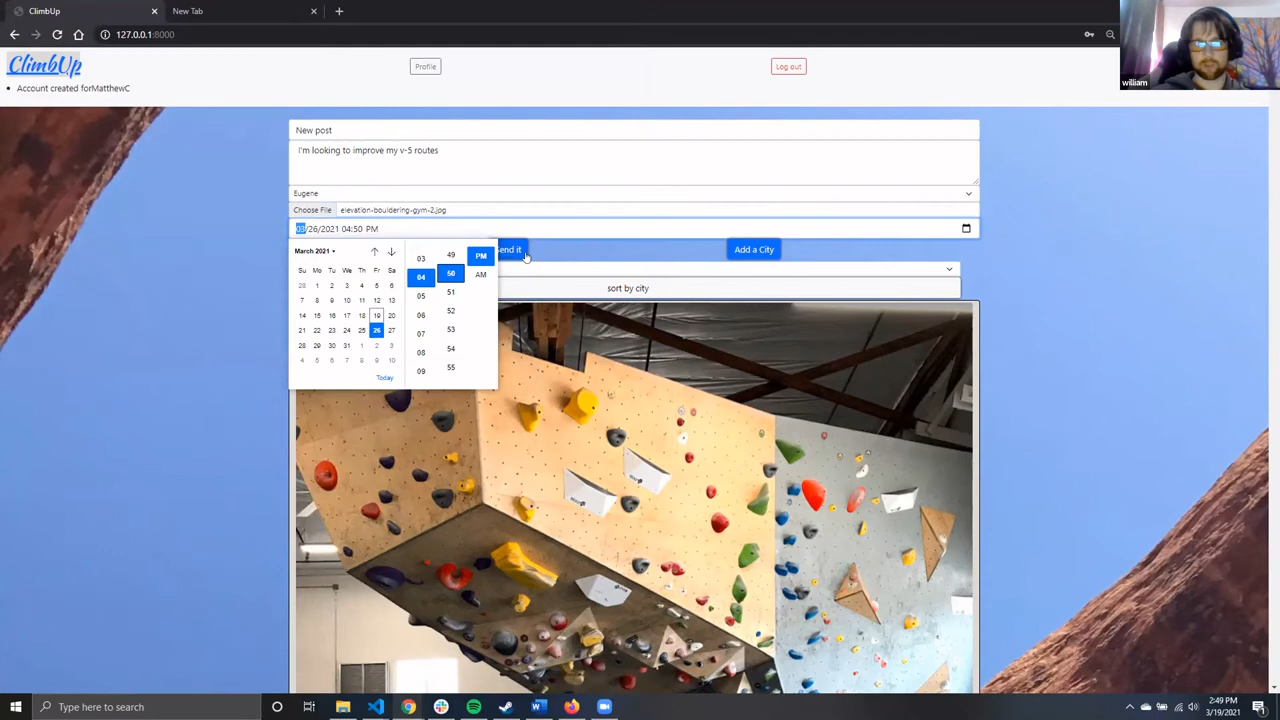 ClimbUp
New Tab
127.0.0.1:8000
william
ClimbUp
Profile
Log out
Account created forMatthewC
New post
I'm looking to improve my v-5 routes
Eugene
Choose File elevation-bouldering-gym-2.jpg
03/26/2021 04:50 PM
end it
Add a City
sort by city
March 2021
Su Mo Tu We Th Fr Sa
28 1 2 3 4 5 6
7 8 9 10 11 12 13
14 15 16 17 18 19 20
21 22 23 24 25 26 27
28 29 30 31 1 2 3
4 5 6 7 8 9 10
Today
03 49 PM
04 50 AM
05 51
06 52
07 53
08 54
09 55
Type here to search
2:49 PM
3/19/2021